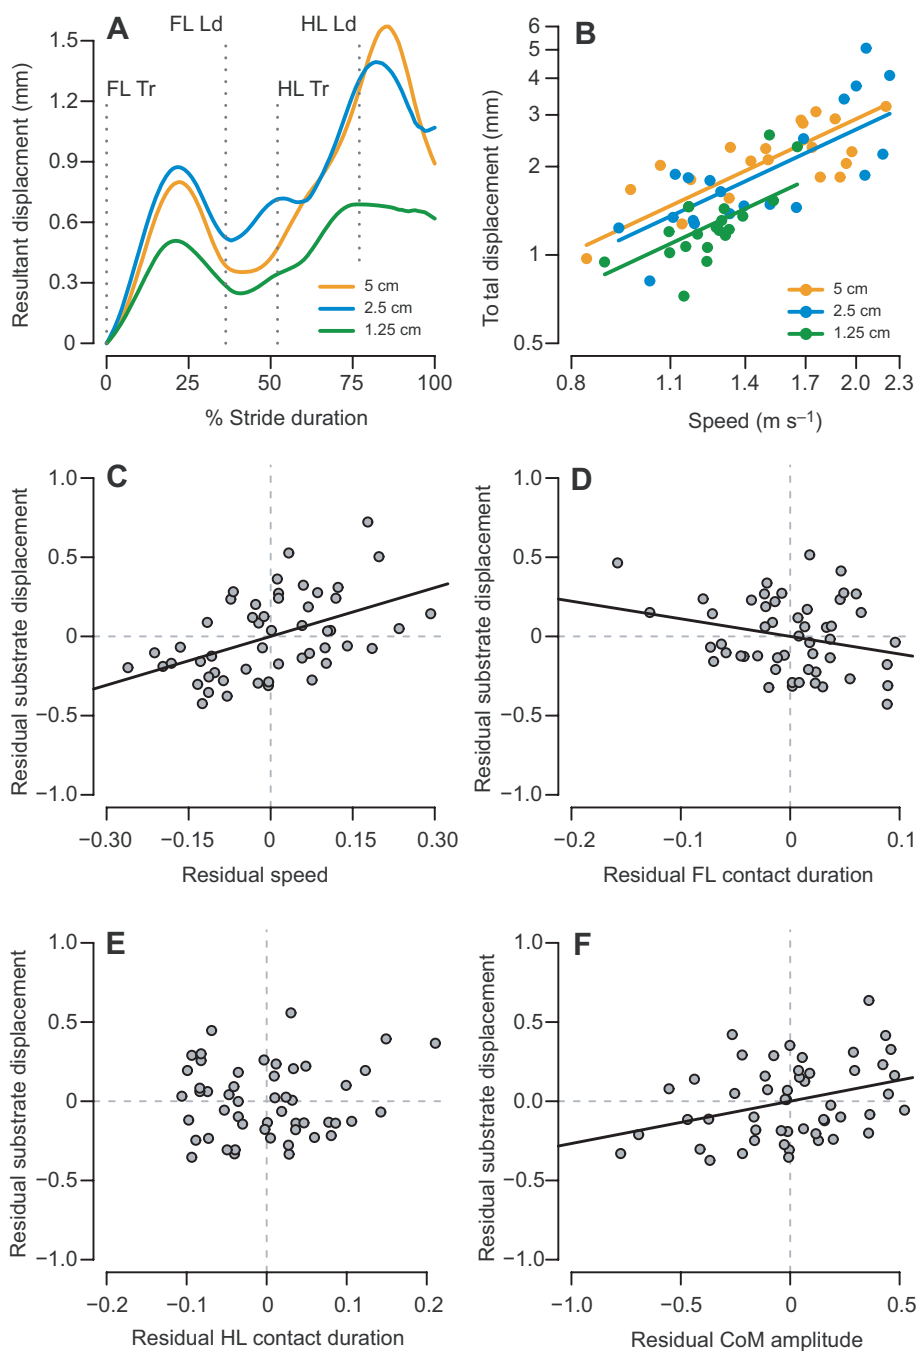 A
FL Ld
HL Ld
FL Tr
HL Tr
1.5
1.2
0.9
0.6
0.3
0
Resultant displacment (mm)
5 cm
2.5 cm
1.25 cm
0
25
50
75
100
% Stride duration
B
6
5
4
3
2
1
0.5
Total displacement (mm)
5 cm
2.5 cm
1.25 cm
0.8
1.1
1.4
1.7
2.0
2.3
Speed (m s–1)
C
1.0
0.5
0
−0.5
−1.0
Residual substrate displacement
−0.30
−0.15
0
0.15
0.30
Residual speed
D
1.0
0.5
0
−0.5
−1.0
Residual substrate displacement
−0.2
−0.1
0
0.1
Residual FL contact duration
E
1.0
0.5
0
−0.5
−1.0
Residual substrate displacement
−0.2
−0.1
0
0.1
0.2
Residual HL contact duration
F
1.0
0.5
0
−0.5
−1.0
Residual substrate displacement
−1.0
−0.5
0
0.5
Residual CoM amplitude